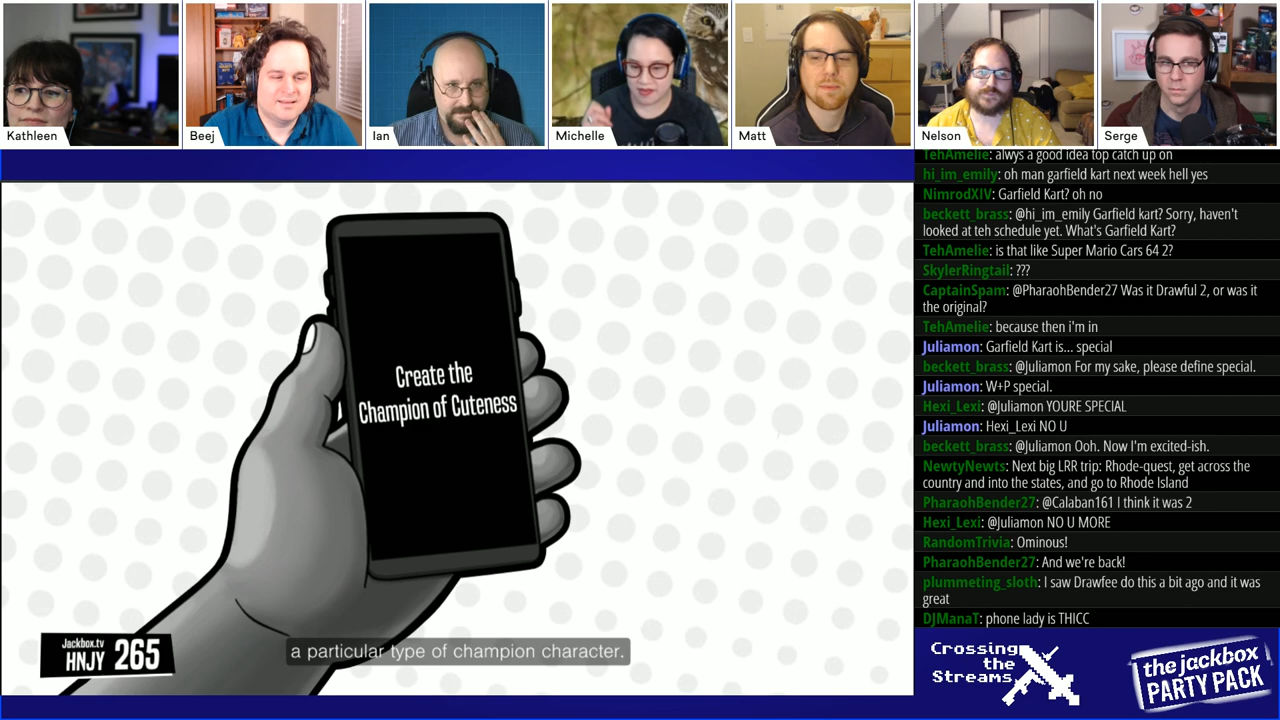 Kathleen
Beej
Ian
Michelle
Matt
Nelson
Serge
TehAmelie: alwys a good idea top catch up on
hi_im_emily: oh man garfield kart next week hell yes
NimrodXIV: Garfield Kart? oh no
beckett_brass: @hi_im_emily Garfield kart? Sorry, haven't
looked at teh schedule yet. What's Garfield Kart?
TehAmelie: is that like Super Mario Cars 64 2?
SkylerRingtail: ???
CaptainSpam: @PharaohBender27 Was it Drawful 2, or was it
the original?
TehAmelie: because then i'm in
Juliamon: Garfield Kart is... special
beckett_brass: @Juliamon For my sake, please define special.
Juliamon: W+P special.
Hexi_Lexi: @Juliamon YOURE SPECIAL
Juliamon: Hexi_Lexi NO U
beckett_brass: @Juliamon Ooh. Now I'm excited-ish.
NewtyNewts: Next big LRR trip: Rhode-quest, get across the
country and into the states, and go to Rhode Island
PharaohBender27: @Calaban161 I think it was 2
Hexi_Lexi: @Juliamon NO U MORE
RandomTrivia: Ominous!
PharaohBender27: And we're back!
plummeting_sloth: I saw Drawfee do this a bit ago and it was
great
DJManaT: phone lady is THICC
Create the
Champion of Cuteness
a particular type of champion character.
Jackbox.tv
HNJY 265
Crossing
the
Streams
the jackbox
PARTY PACK